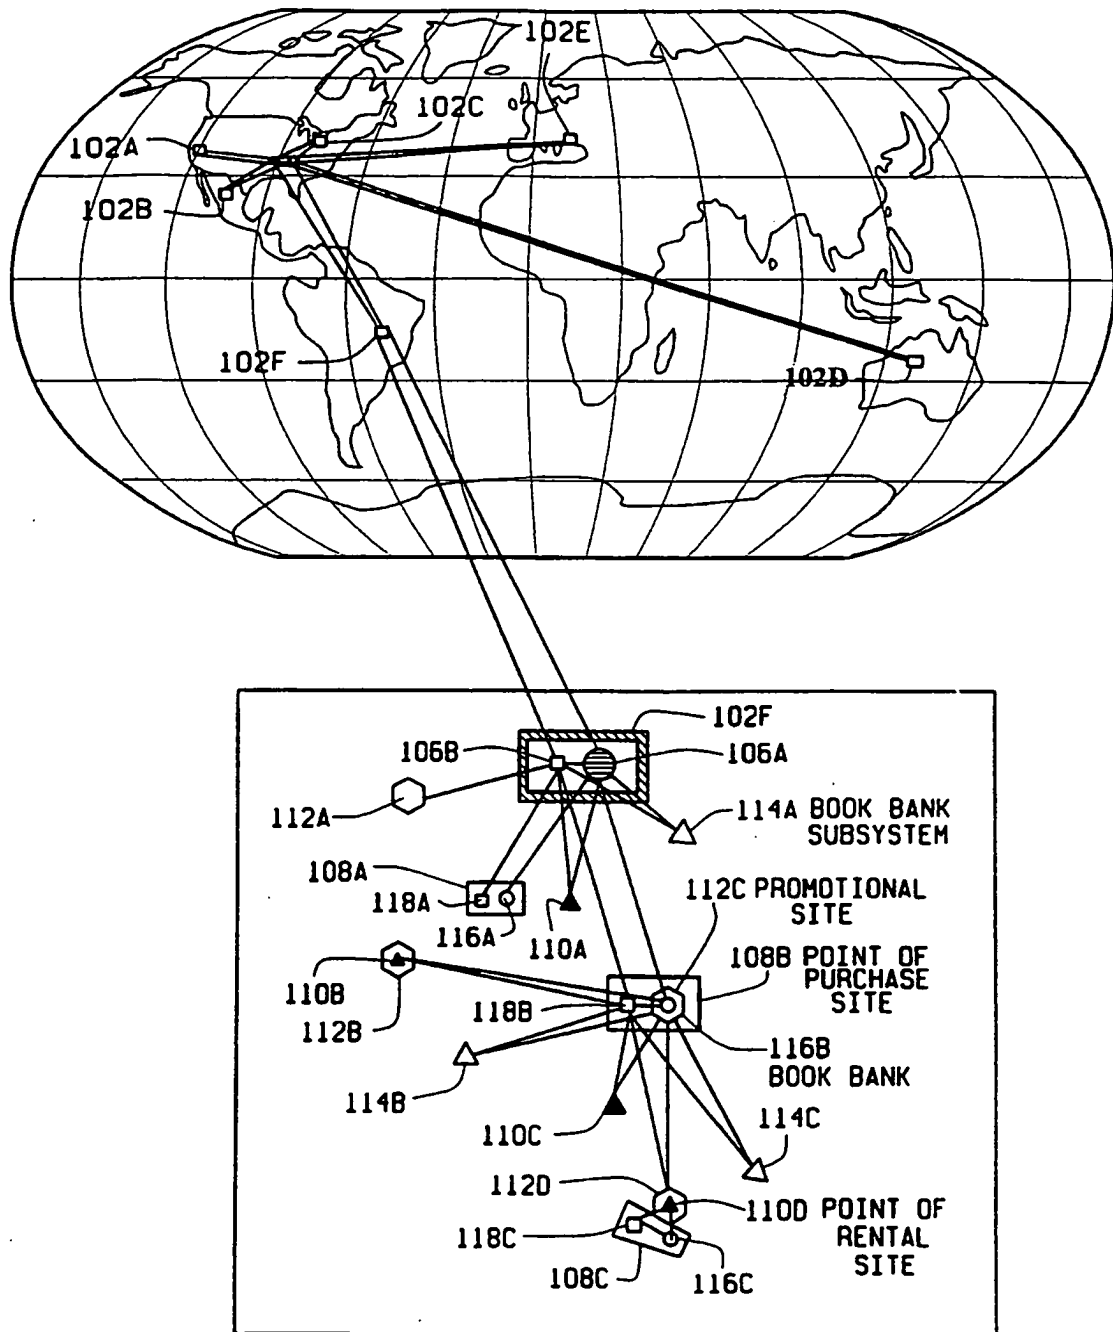 102E
102C
102A
102B
102F
102D
102F
106B
106A
112A
114A BOOK BANK
SUBSYSTEM
108A
118A
116A
110A
112C PROMOTIONAL
SITE
108B POINT OF
PURCHASE
SITE
110B
112B
118B
116B
BOOK BANK
114B
110C
114C
112D
110D POINT OF
RENTAL
SITE
118C
108C
116C